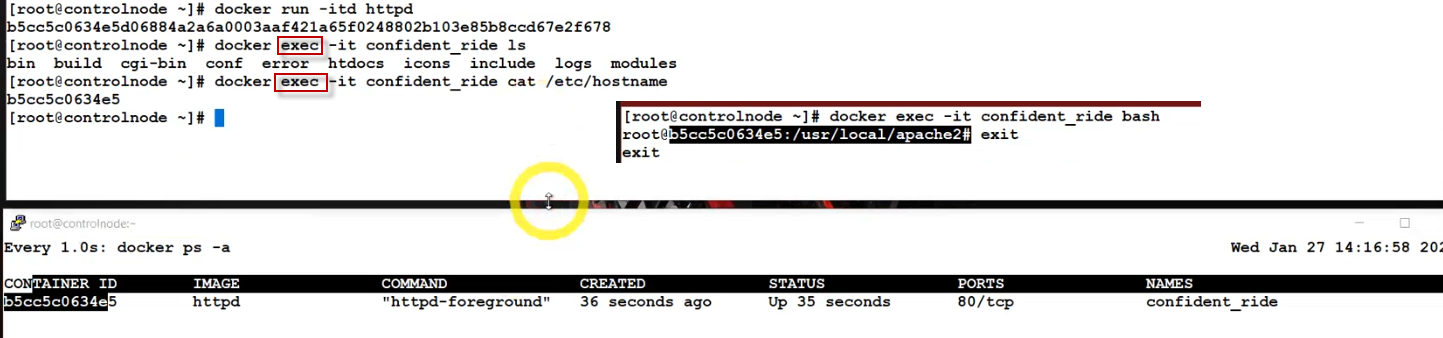 [root@controlnode ~]# docker run -itd httpd
b5cc5c0634e5d06884a2a6a0003aaf421a65f0248802b103e85b8ccd67e2f678
[root@controlnode ~]# docker exec -it confident_ride ls
bin  build  cgi-bin  conf  error  htdocs  icons  include  logs  modules
[root@controlnode ~]# docker exec -it confident_ride cat /etc/hostname
b5cc5c0634e5
[root@controlnode ~]#
[root@controlnode ~]# docker exec -it confident_ride bash
root@b5cc5c0634e5:/usr/local/apache2# exit
exit
root@controlnode:~
Every 1.0s: docker ps -a Wed Jan 27 14:16:58 202
CONTAINER ID IMAGE COMMAND CREATED STATUS PORTS NAMES
b5cc5c0634e5 httpd "httpd-foreground" 36 seconds ago Up 35 seconds 80/tcp confident_ride